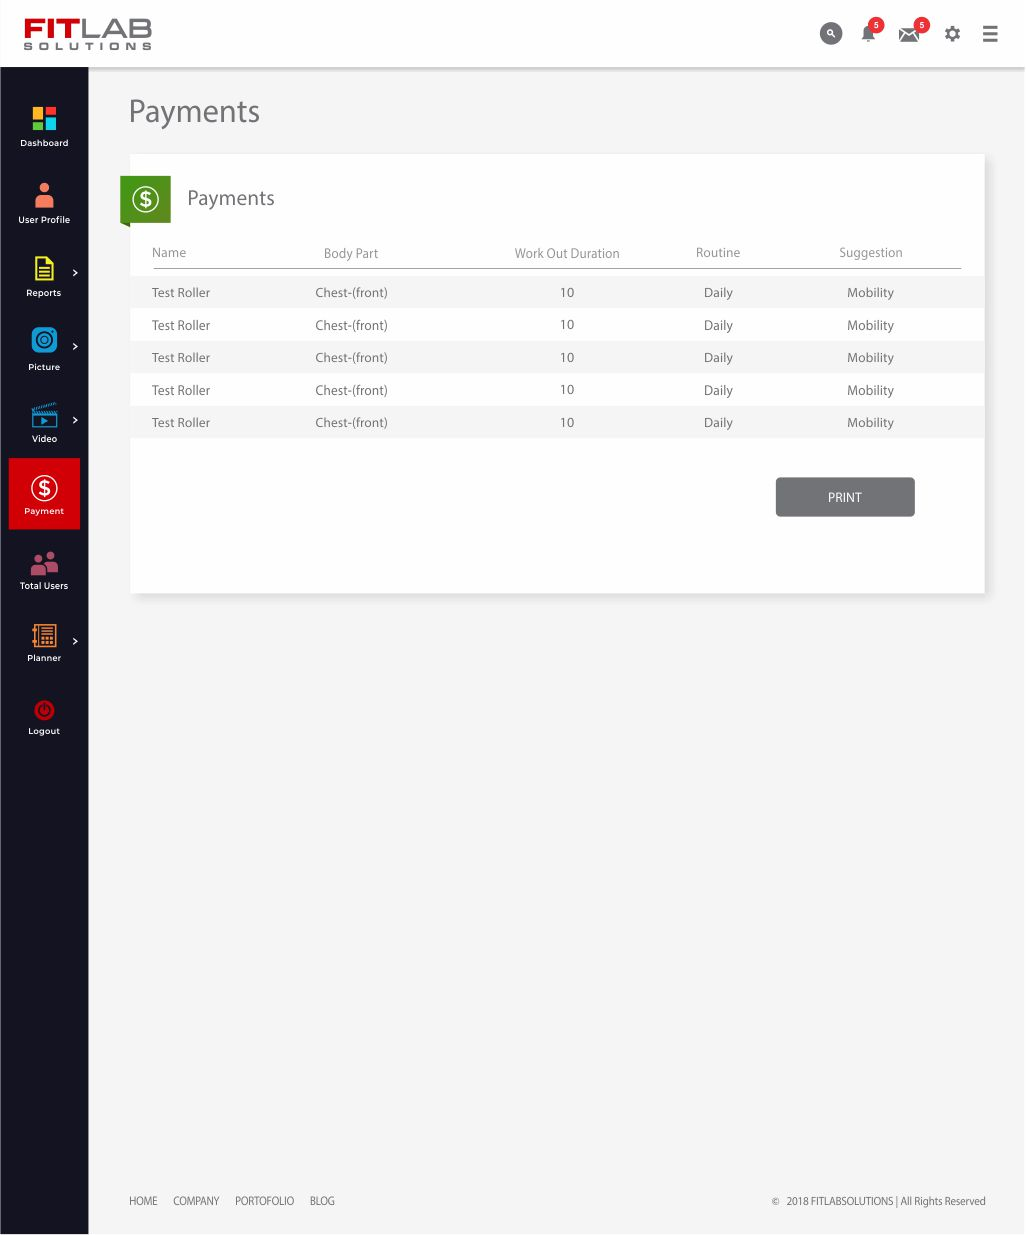 FITLAB
SOLUTIONS
5
5
Dashboard
User Profile
Reports
Picture
Video
Payment
Total Users
Planner
Logout
Payments
Payments
Name Body Part Work Out Duration Routine Suggestion
Test Roller Chest-(front) 10 Daily Mobility
Test Roller Chest-(front) 10 Daily Mobility
Test Roller Chest-(front) 10 Daily Mobility
Test Roller Chest-(front) 10 Daily Mobility
Test Roller Chest-(front) 10 Daily Mobility
PRINT
HOME COMPANY PORTOFOLIO BLOG
© 2018 FITLABSOLUTIONS | All Rights Reserved